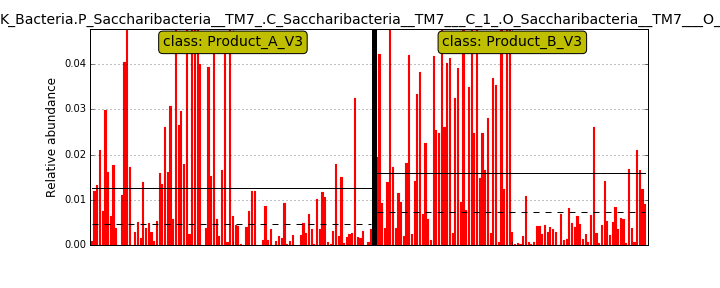 K_Bacteria.P_Saccharibacteria__TM7_.C_Saccharibacteria__TM7___C_1_.O_Saccharibacteria__TM7___O_
class: Product_A_V3
class: Product_B_V3
0.04
0.03
0.02
0.01
0.00
Relative abundance